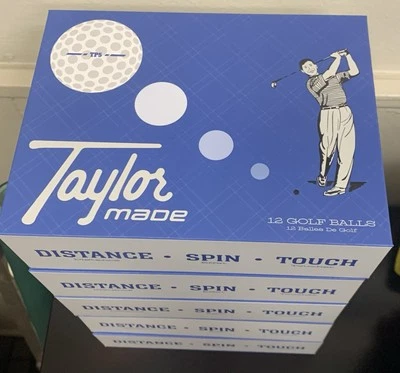 TP5
Taylor
made
12 GOLF BALLS
12 Balles De Golf
DISTANCE • SPIN • TOUCH
DISTANCE • SPIN • TOUCH
DISTANCE • SPIN • TOUCH
DISTANCE • SPIN • TOUCH
DISTANCE • SPIN • TOUCH